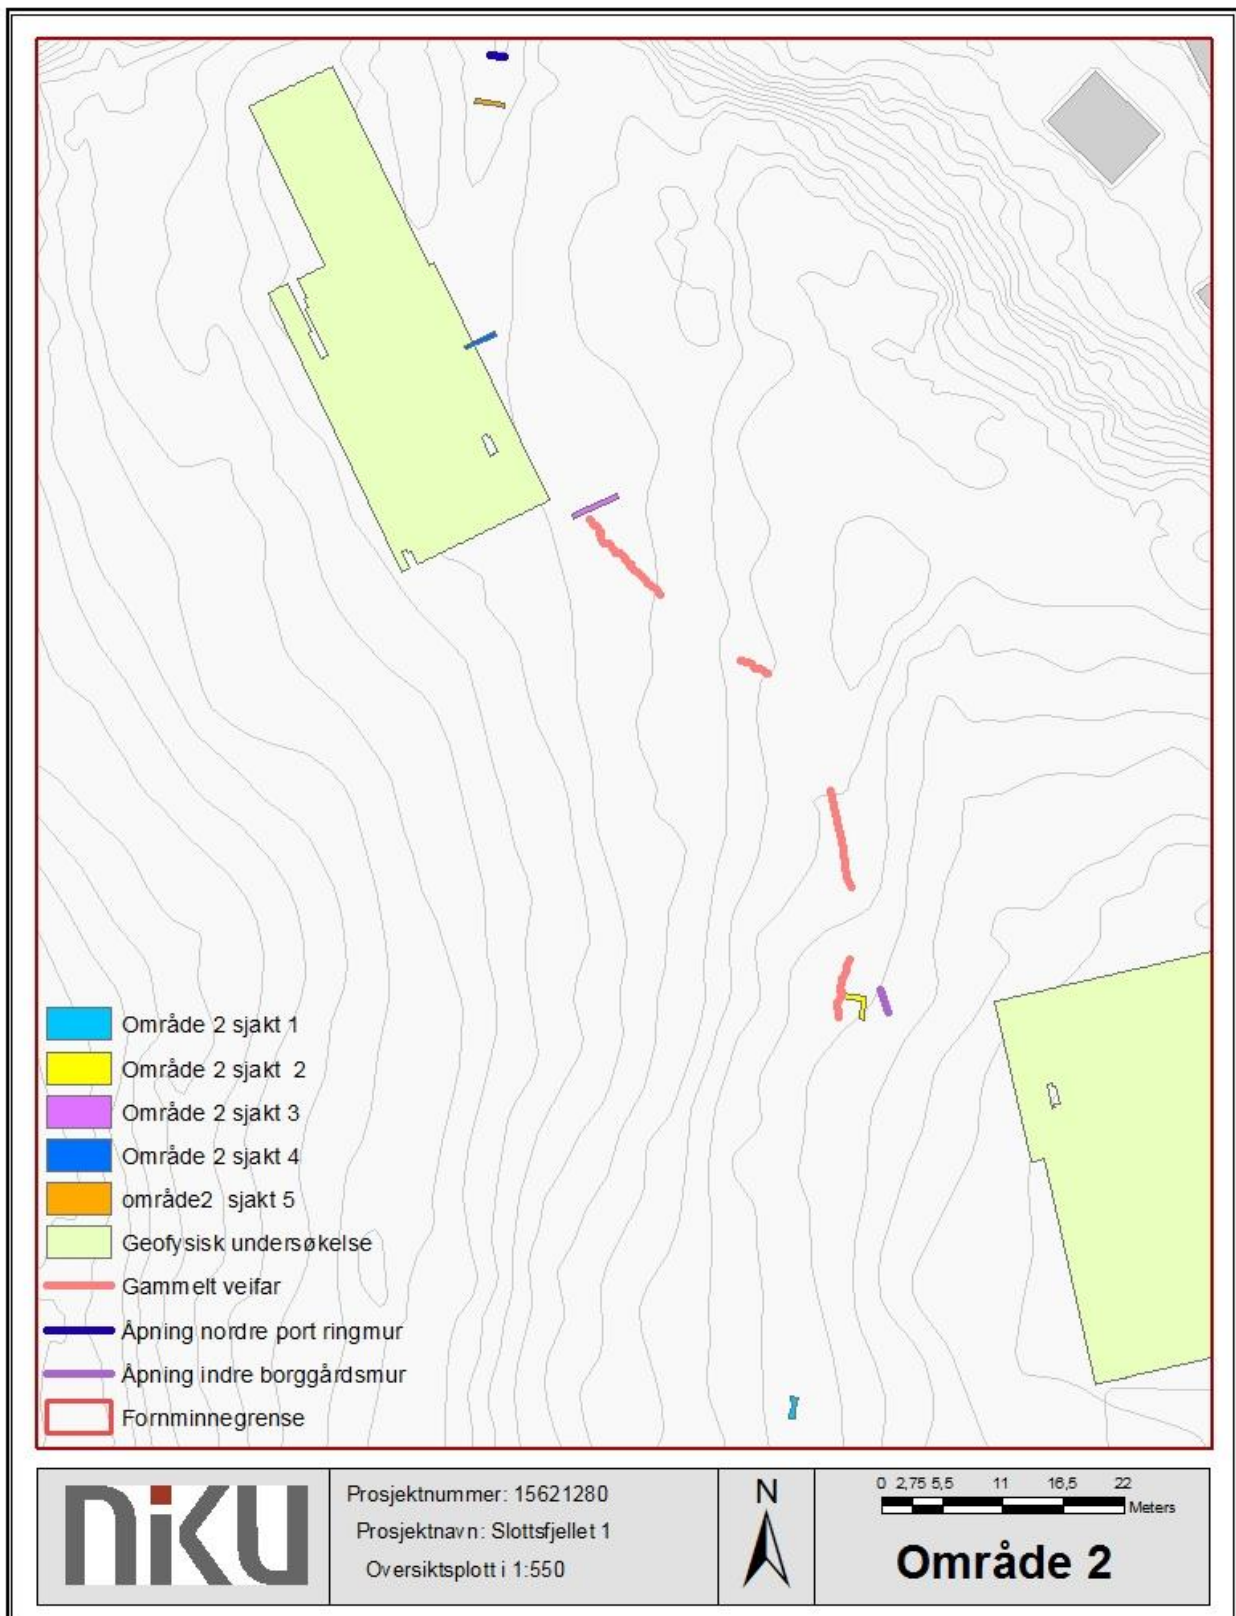 Område 2 sjakt 1
Område 2 sjakt  2
Område 2 sjakt 3
Område 2 sjakt 4
område2  sjakt 5
Geofysisk undersøkelse
Gammelt veifar
Åpning nordre port ringmur
Åpning indre borggårdsmur
Fornminnegrense
niku
Prosjektnummer: 15621280
Prosjektnavn: Slottsfjellet 1
Oversiktsplott i 1:550
N
0 2,75 5,5 11 16,5 22
Meters
Område 2